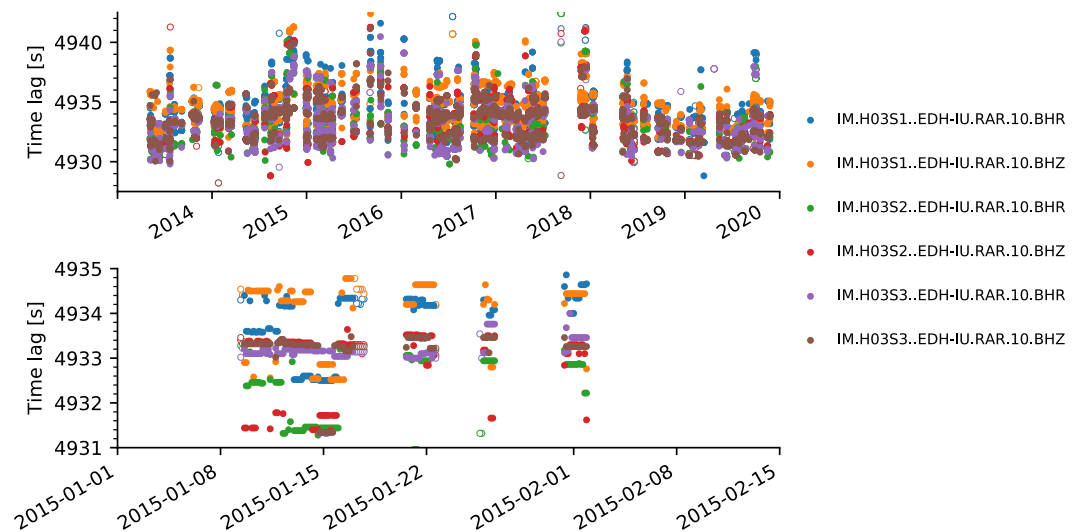 Time lag [s]
4940
4935
4930
2014
2015
2016
2017
2018
2019
2020
IM.H03S1..EDH-IU.RAR.10.BHR
IM.H03S1..EDH-IU.RAR.10.BHZ
IM.H03S2..EDH-IU.RAR.10.BHR
IM.H03S2..EDH-IU.RAR.10.BHZ
IM.H03S3..EDH-IU.RAR.10.BHR
IM.H03S3..EDH-IU.RAR.10.BHZ
Time lag [s]
4935
4934
4933
4932
4931
2015-01-01
2015-01-08
2015-01-15
2015-01-22
2015-02-01
2015-02-08
2015-02-15